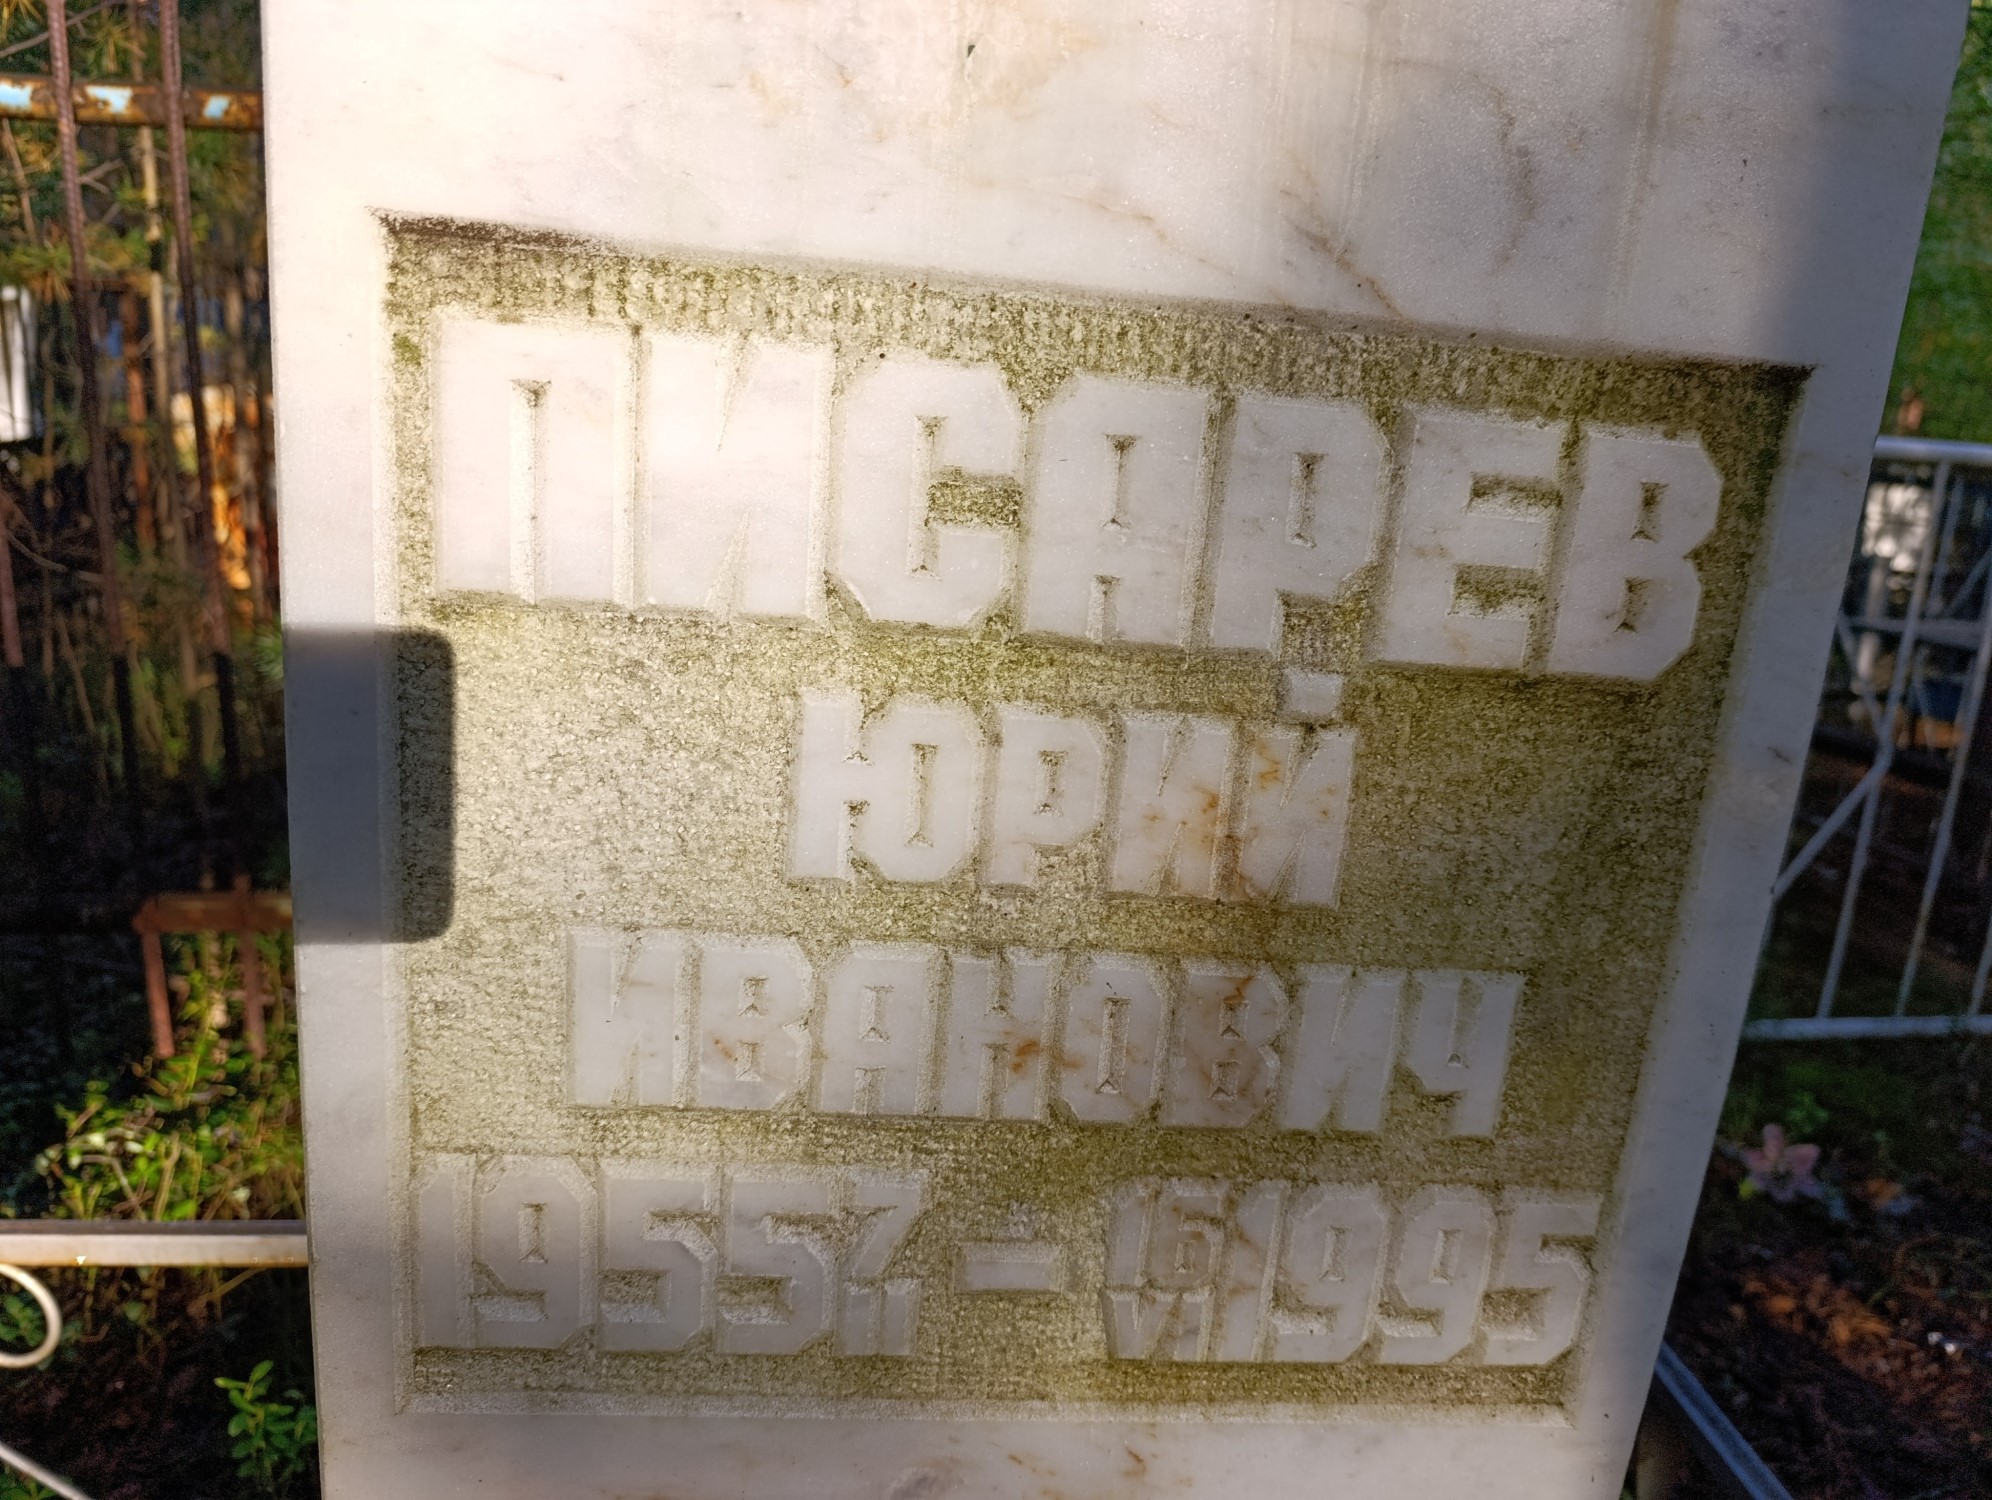 ПИСАРЕВ
ЮРИЙ
ИВАНОВИЧ
1955 7/II - 16/VI 1995